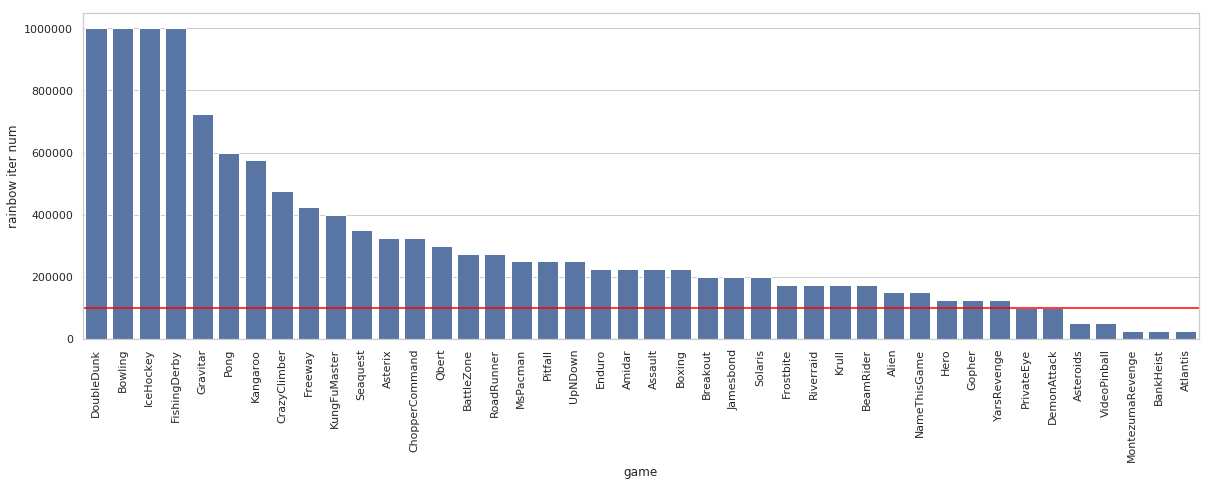 rainbow iter num
1000000
800000
600000
400000
200000
0
DoubleDunk
Bowling
IceHockey
FishingDerby
Gravitar
Pong
Kangaroo
CrazyClimber
Freeway
KungFuMaster
Seaquest
Asterix
ChopperCommand
Qbert
BattleZone
RoadRunner
MsPacman
Pitfall
UpNDown
Enduro
Amidar
Assault
Boxing
Breakout
Jamesbond
Solaris
Frostbite
Riverraid
Krull
BeamRider
Alien
NameThisGame
Hero
Gopher
YarsRevenge
PrivateEye
DemonAttack
Asteroids
VideoPinball
MontezumaRevenge
BankHeist
Atlantis
game